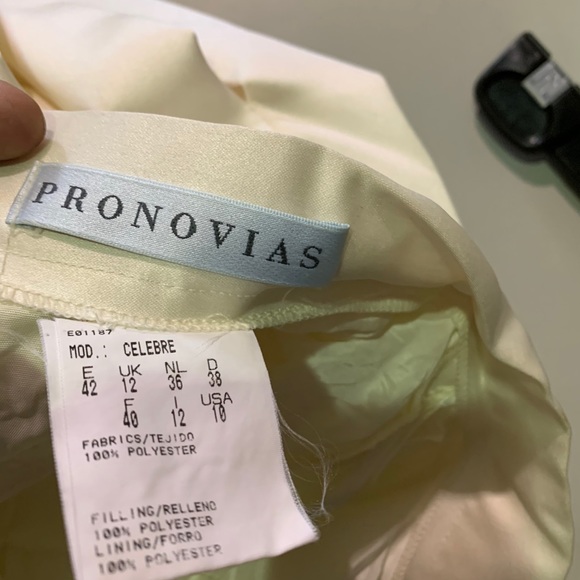 PRONOVIAS
E01187
MOD.: CELEBRE
E UK NL D
42 12 36 38
F I USA
40 12 10
FABRICS/TEJIDO
100% POLYESTER
FILLING/RELLENO
100% POLYESTER
LINING/FORRO
100% POLYESTER